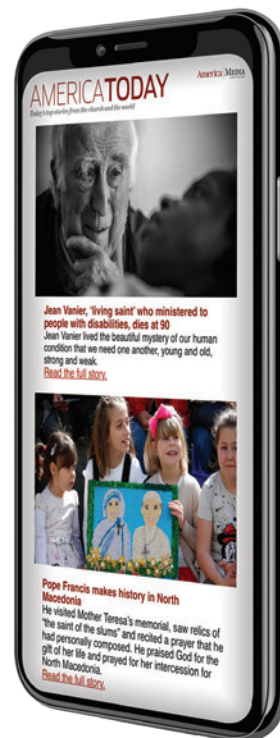 AMERICATODAY
America | MEDIA
Today's top stories from the church and the world
Jean Vanier, ‘living saint’ who ministered to
people with disabilities, dies at 90
Jean Vanier lived the beautiful mystery of our human
condition that we need one another, young and old,
strong and weak.
Read the full story.
Pope Francis makes history in North
Macedonia
He visited Mother Teresa's memorial, saw relics of
“the saint of the slums” and recited a prayer that he
had personally composed. He praised God for the
gift of her life and prayed for her intercession for
North Macedonia.
Read the full story.